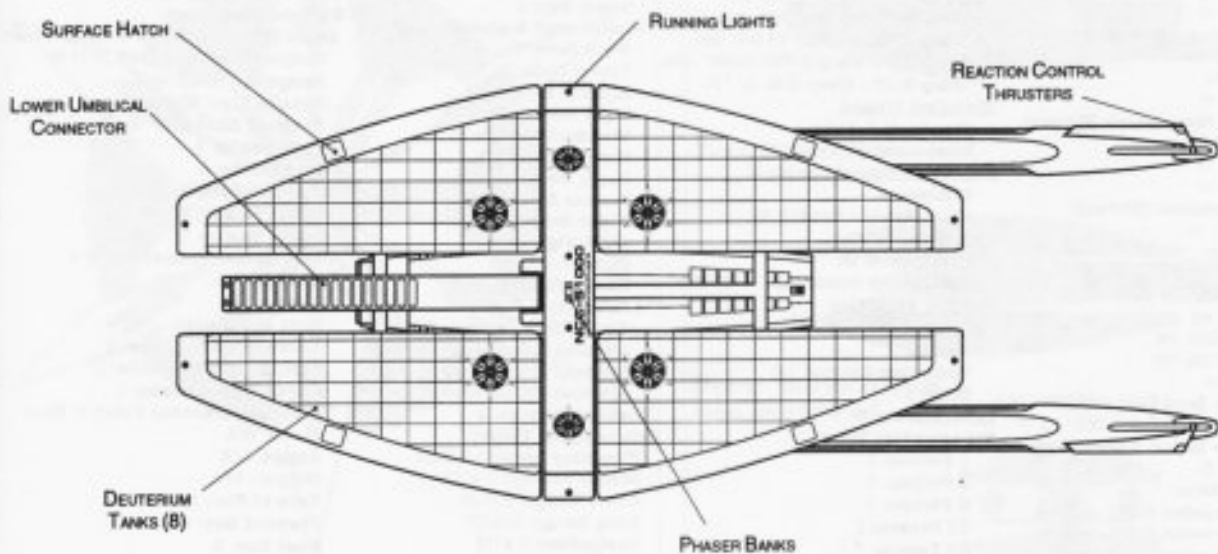 SURFACE HATCH
RUNNING LIGHTS
REACTION CONTROL
THRUSTERS
LOWER UMBILICAL
CONNECTOR
DEUTERIUM
TANKS (8)
PHASER BANKS